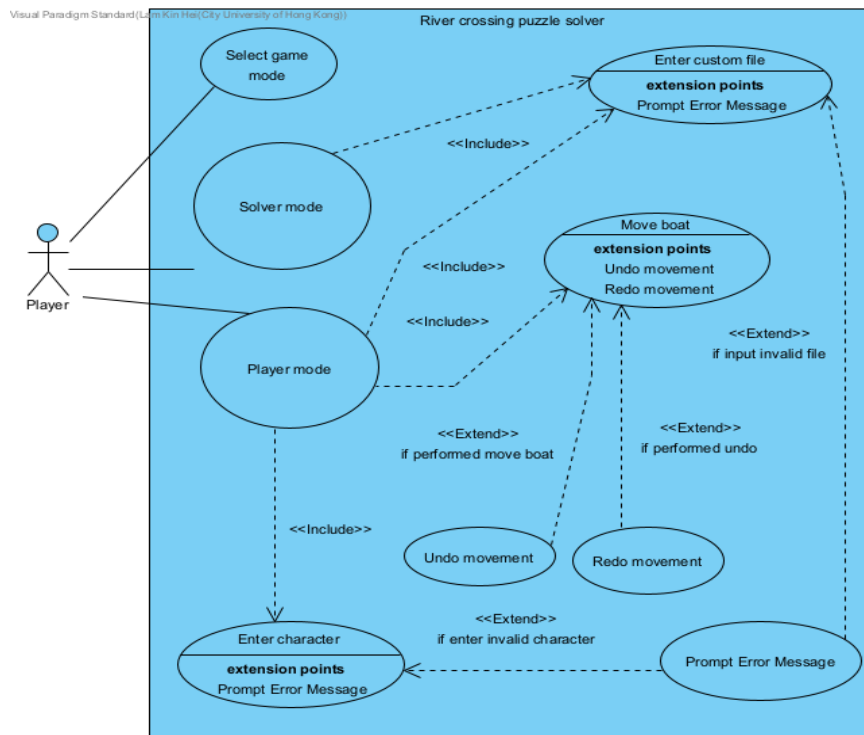 Visual Paradigm Standard(Lam Kin Hei(City University of Hong Kong))
River crossing puzzle solver
Select game
mode
Enter custom file
extension points
Prompt Error Message
<<Include>>
Solver mode
Move boat
extension points
Undo movement
Redo movement
<<Include>>
Player
<<Include>>
<<Extend>>
if input invalid file
Player mode
<<Extend>>
if performed move boat
<<Extend>>
if performed undo
<<Include>>
Undo movement
Redo movement
<<Extend>>
if enter invalid character
Enter character
extension points
Prompt Error Message
Prompt Error Message